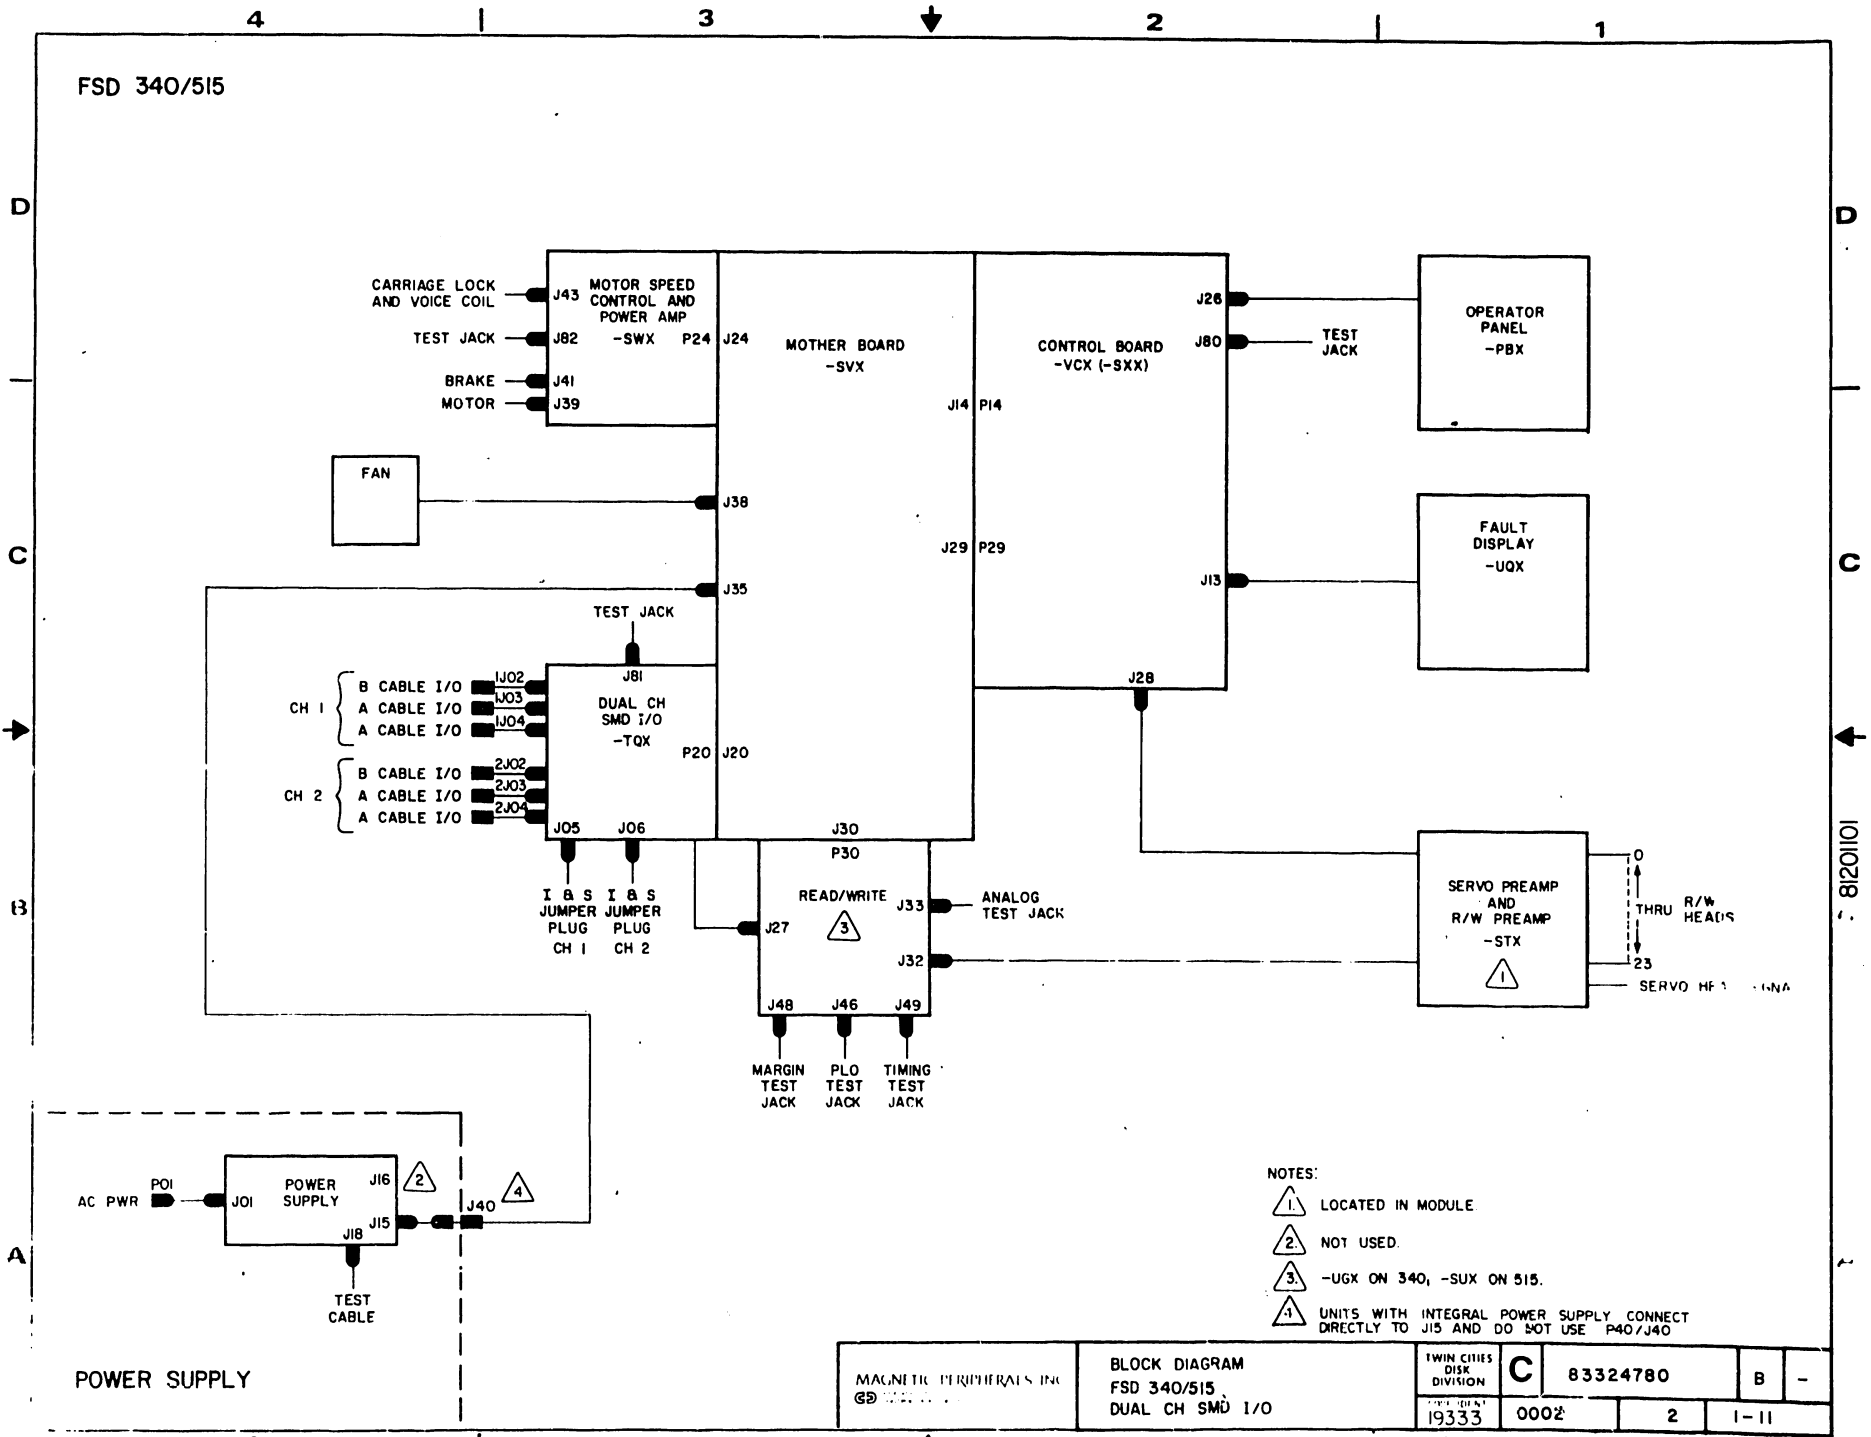 4 3 2 1
FSD 340/515
D
D
CARRIAGE LOCK
AND VOICE COIL
J43
MOTOR SPEED
CONTROL AND
POWER AMP
-SWX
TEST JACK
J82
P24
J24
BRAKE
J41
MOTOR
J39
MOTHER BOARD
-SVX
CONTROL BOARD
-VCX (-SXX)
J26
J80
TEST
JACK
OPERATOR
PANEL
-PBX
J14
P14
FAN
J38
C
C
J29
P29
J35
J13
FAULT
DISPLAY
-UQX
TEST JACK
J81
J28
CH 1
B CABLE I/O
1J02
A CABLE I/O
1J03
A CABLE I/O
1J04
DUAL CH
SMD I/O
-TQX
P20
J20
CH 2
B CABLE I/O
2J02
A CABLE I/O
2J03
A CABLE I/O
2J04
J05
J06
J30
P30
B
I & S
JUMPER
PLUG
CH 1
I & S
JUMPER
PLUG
CH 2
READ/WRITE
3
J27
J33
ANALOG
TEST JACK
J32
J48
J46
J49
MARGIN
TEST
JACK
PLO
TEST
JACK
TIMING
TEST
JACK
SERVO PREAMP
AND
R/W PREAMP
-STX
1
0
THRU
R/W
HEADS
23
SERVO
81201101
A
AC PWR
P01
J01
POWER
SUPPLY
J16
2
J15
J18
J40
4
TEST
CABLE
POWER SUPPLY
NOTES:
1. LOCATED IN MODULE.
2. NOT USED.
3. -UGX ON 340, -SUX ON 515.
4 UNITS WITH INTEGRAL POWER SUPPLY CONNECT
DIRECTLY TO J15 AND DO NOT USE P40/J40
MAGNETIC PERIPHERALS INC
BLOCK DIAGRAM
FSD 340/515
DUAL CH SMD I/O
TWIN CITIES
DISK
DIVISION
C
83324780
B
-
19333
0002
2
1-11